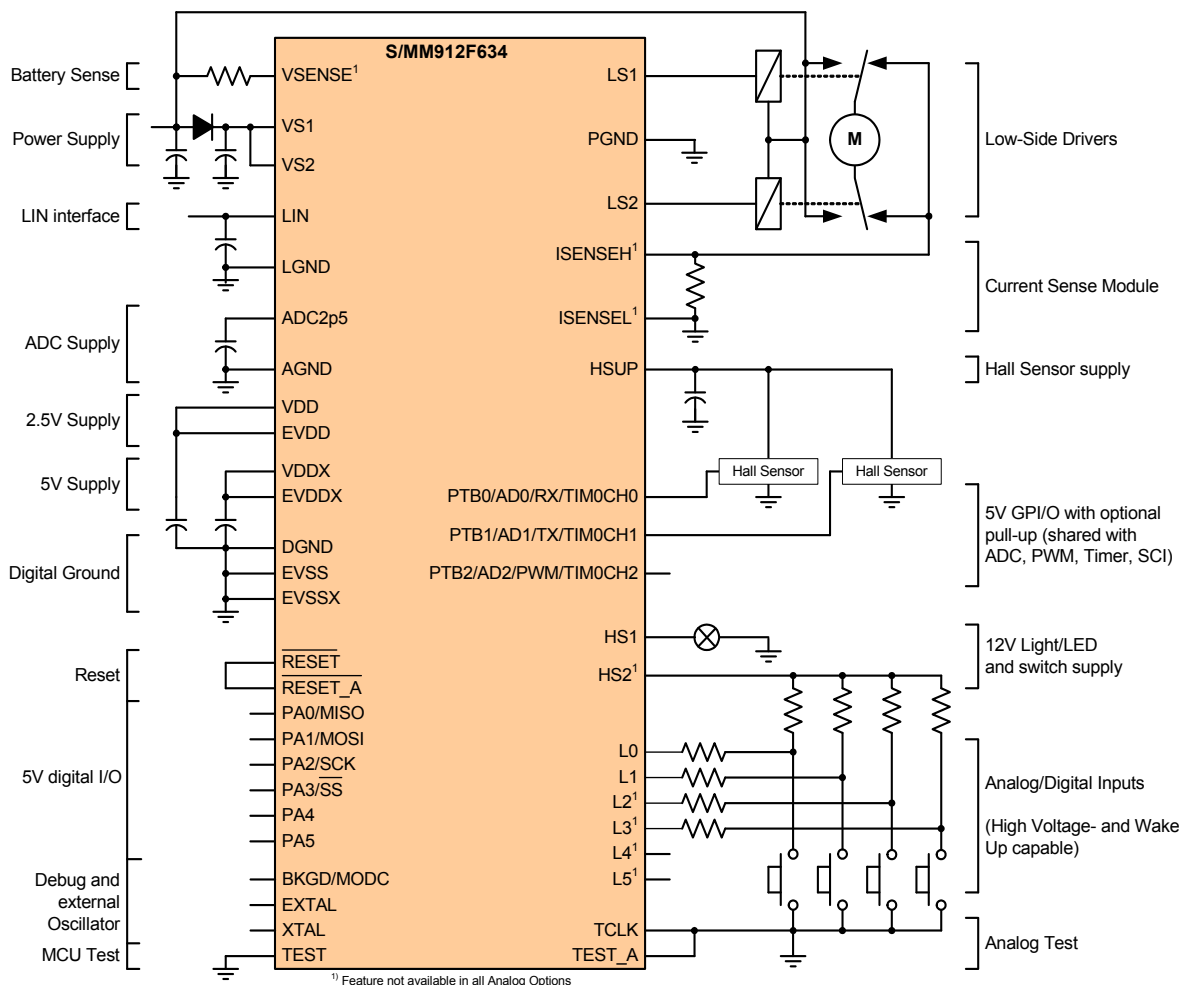 S/MM912F634
Battery Sense
Power Supply
LIN interface
ADC Supply
2.5V Supply
5V Supply
Digital Ground
Reset
5V digital I/O
Debug and
external
Oscillator
MCU Test
VSENSE¹
VS1
VS2
LIN
LGND
ADC2p5
AGND
VDD
EVDD
VDDX
EVDDX
DGND
EVSS
EVSSX
RESET
RESET_A
PA0/MISO
PA1/MOSI
PA2/SCK
PA3/SS
PA4
PA5
BKGD/MODC
EXTAL
XTAL
TEST
LS1
PGND
LS2
ISENSEH¹
ISENSEL¹
HSUP
PTB0/AD0/RX/TIM0CH0
PTB1/AD1/TX/TIM0CH1
PTB2/AD2/PWM/TIM0CH2
HS1
HS2¹
L0
L1
L2¹
L3¹
L4¹
L5¹
TCLK
TEST_A
M
Hall Sensor
Hall Sensor
Low-Side Drivers
Current Sense Module
Hall Sensor supply
5V GPI/O with optional
pull-up (shared with
ADC, PWM, Timer, SCI)
12V Light/LED
and switch supply
Analog/Digital Inputs
(High Voltage- and Wake
Up capable)
Analog Test
¹⁾ Feature not available in all Analog Options